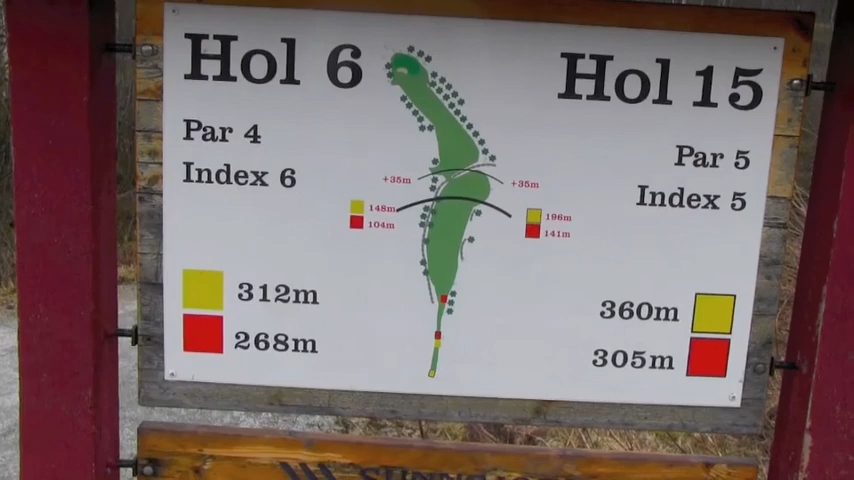 Hol 6
Par 4
Index 6
312m
268m
+35m
+35m
148m
104m
196m
141m
Hol 15
Par 5
Index 5
360m
305m